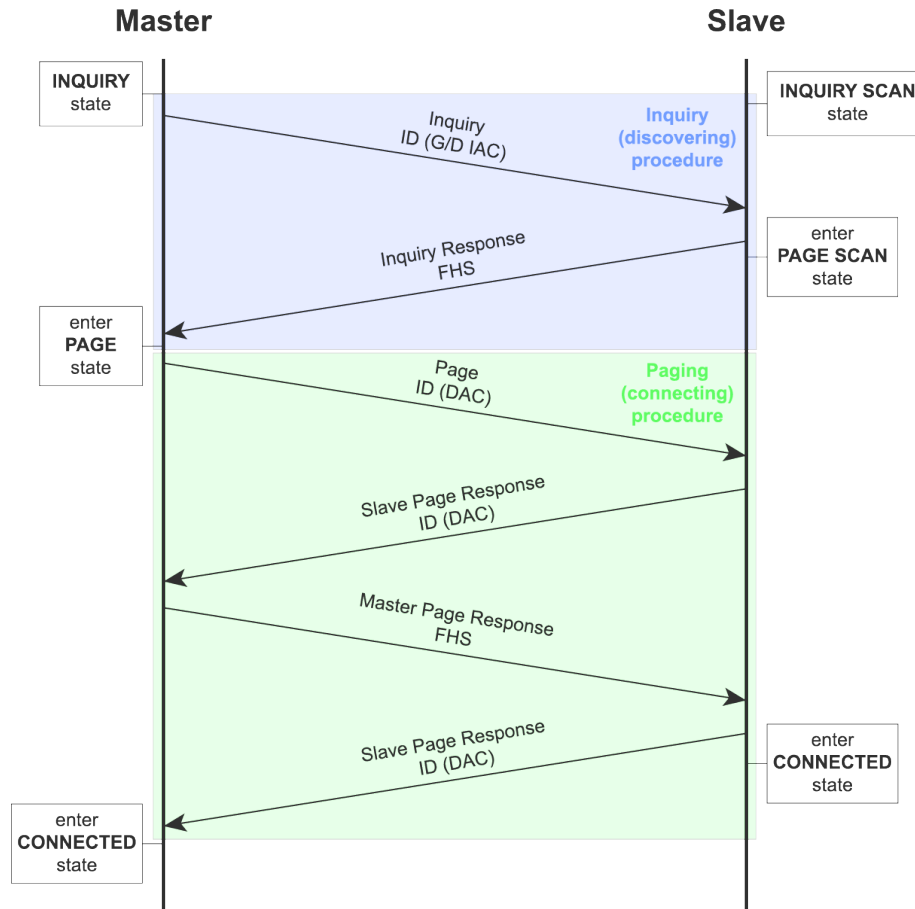 Master
Slave
INQUIRY
state
INQUIRY SCAN
state
Inquiry
ID (G/D IAC)
Inquiry
(discovering)
procedure
Inquiry Response
FHS
enter
PAGE SCAN
state
enter
PAGE
state
Page
ID (DAC)
Paging
(connecting)
procedure
Slave Page Response
ID (DAC)
Master Page Response
FHS
Slave Page Response
ID (DAC)
enter
CONNECTED
state
enter
CONNECTED
state